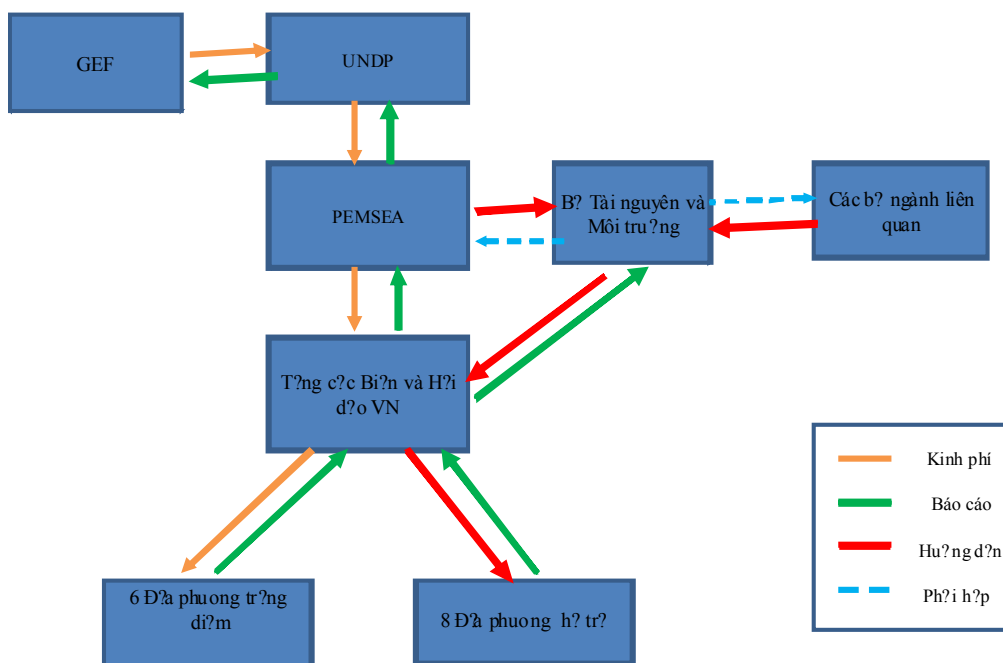 GEF
UNDP
PEMSEA
B? Tài nguyên và
Môi tru?ng
Các b? ngành liên
quan
T?ng c?c Bi?n và H?i
d?o VN
Kinh phí
Báo cáo
Hu?ng d?n
Ph?i h?p
6 Đ?a phuong tr?ng
di?m
8 Đ?a phuong h? tr?